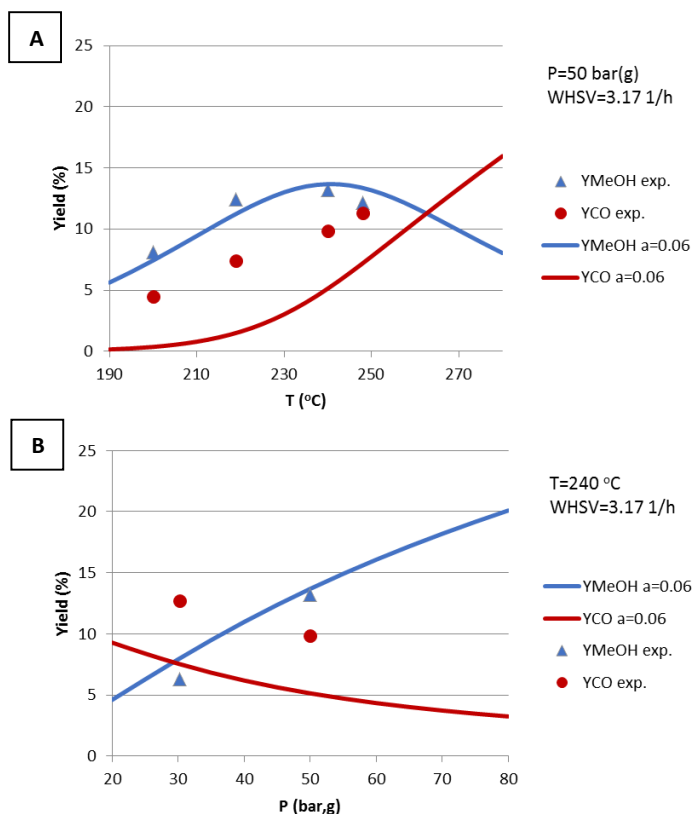 A
25
20
15
10
5
0
Yield (%)
190
210
230
250
270
T (°C)
P=50 bar(g)
WHSV=3.17 1/h
YMeOH exp.
YCO exp.
YMeOH a=0.06
YCO a=0.06
B
25
20
15
10
5
0
Yield (%)
20
30
40
50
60
70
80
P (bar,g)
T=240 °C
WHSV=3.17 1/h
YMeOH a=0.06
YCO a=0.06
YMeOH exp.
YCO exp.